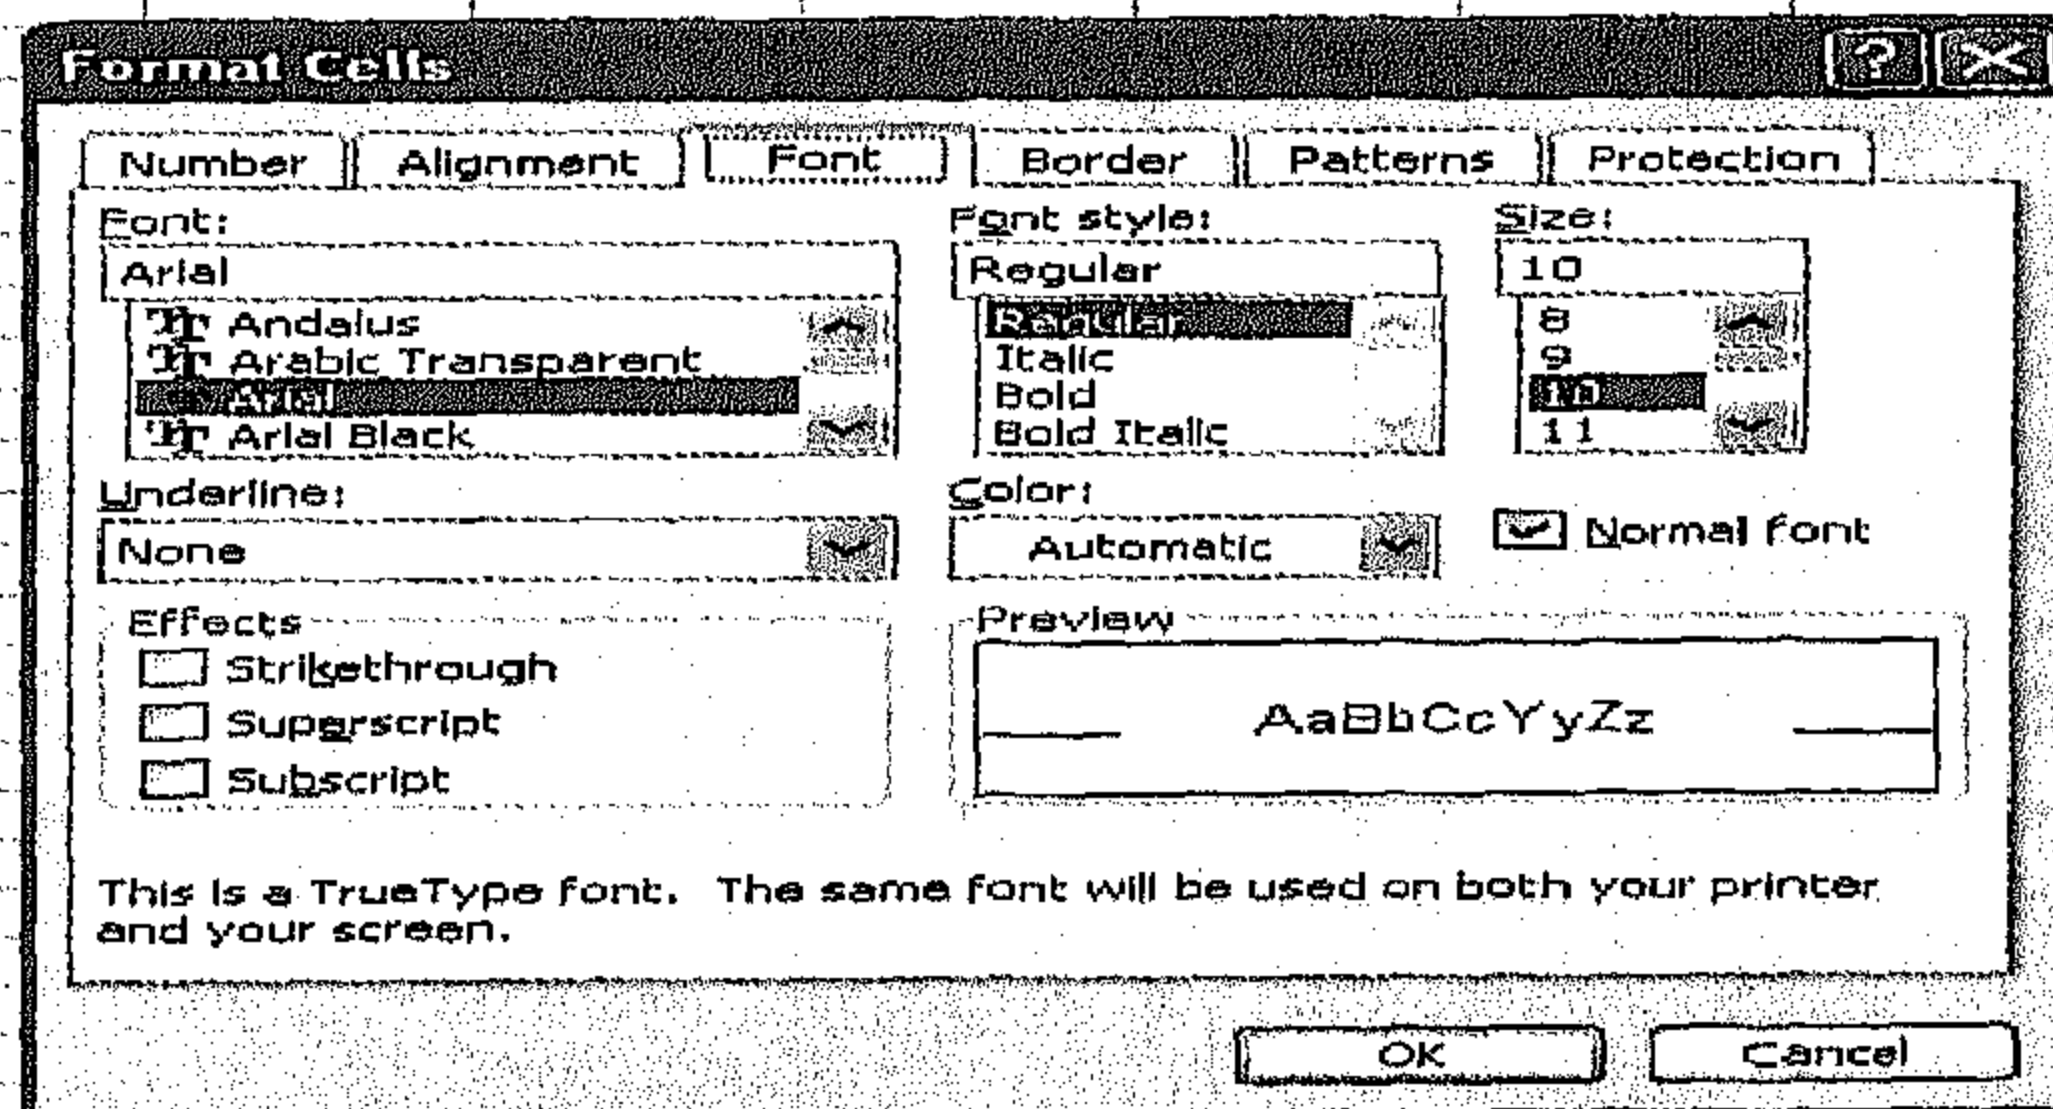 Format Cells
Number Alignment Font Border Patterns Protection
Font: Font style: Size:
Arial Regular 10
Andalus Regular 8
Arabic Transparent Italic 9
Arial Bold 10
Arial Black Bold Italic 11
Underline: Color:
None Automatic Normal font
Effects Preview
Strikethrough
Superscript AaBbCcYyZz
Subscript
This is a TrueType font. The same font will be used on both your printer
and your screen.
OK Cancel